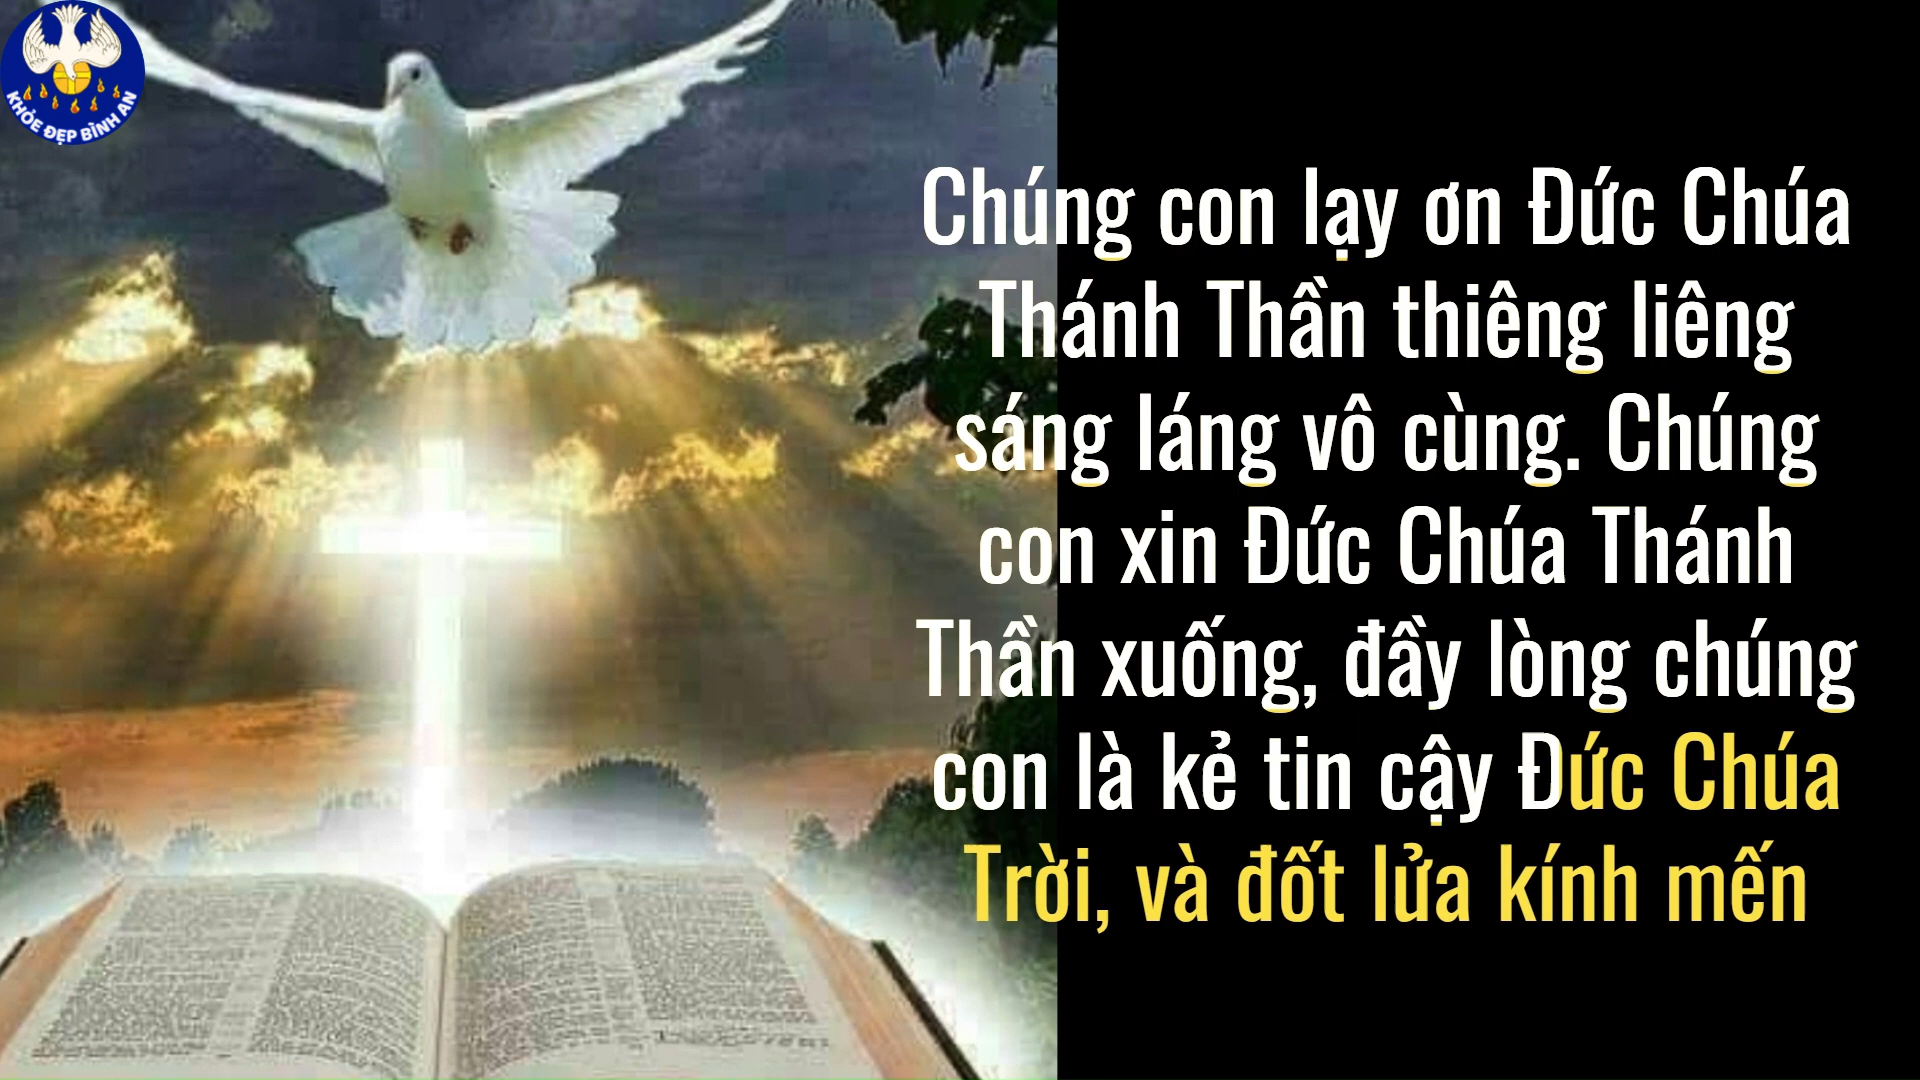 KHỎE ĐẸP BÌNH AN
Chúng con lạy ơn Đức Chúa
Thánh Thần thiêng liêng
sáng láng vô cùng. Chúng
con xin Đức Chúa Thánh
Thần xuống, đầy lòng chúng
con là kẻ tin cậy Đức Chúa
Trời, và đốt lửa kính mến